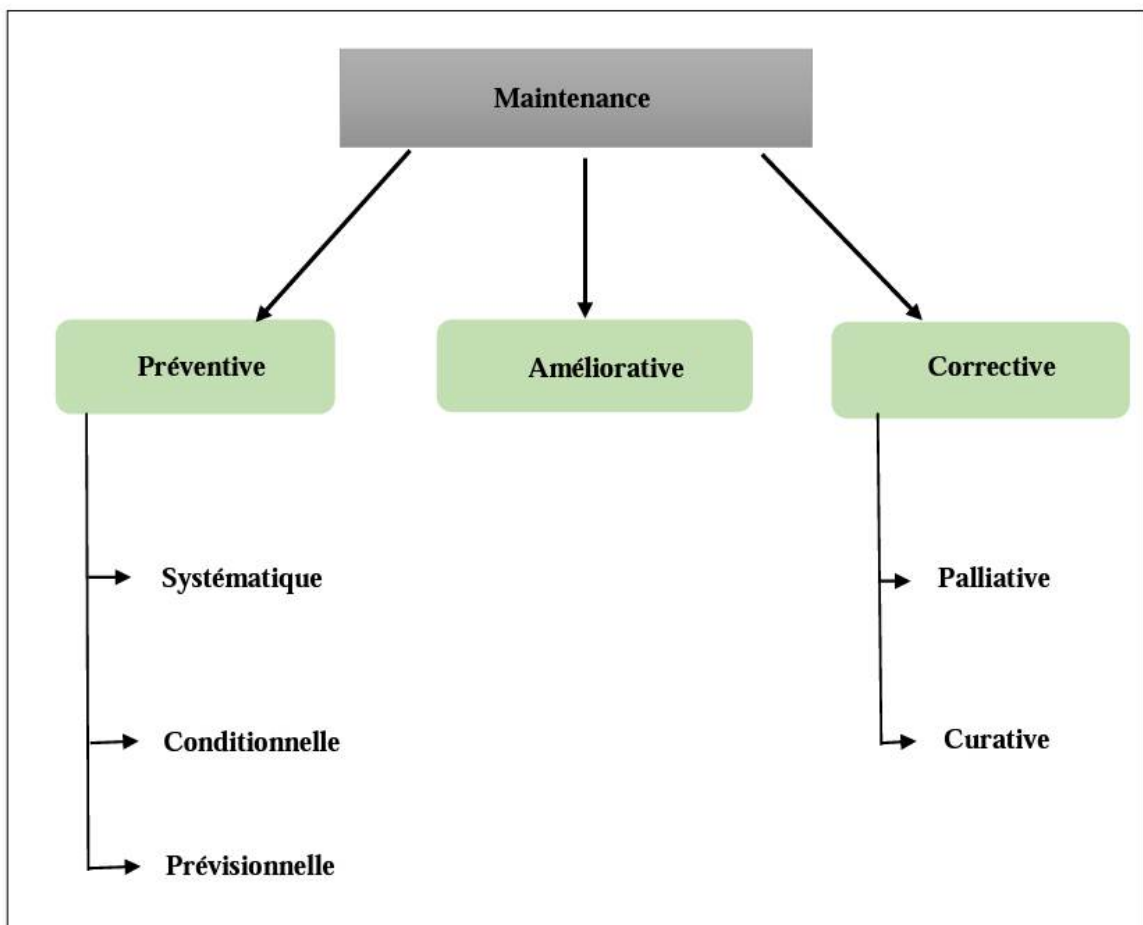 Maintenance
Préventive
Améliorative
Corrective
Systématique
Palliative
Conditionnelle
Curative
Prévisionnelle